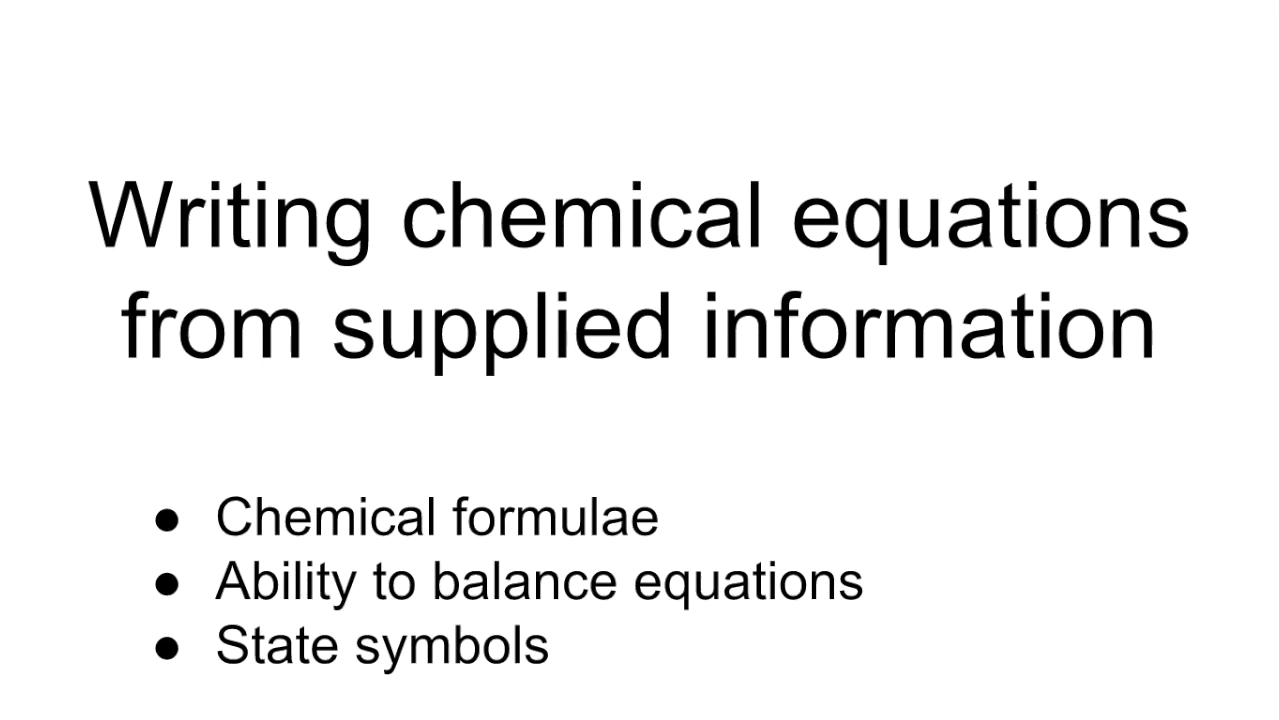 Writing chemical equations
from supplied information
● Chemical formulae
● Ability to balance equations
● State symbols